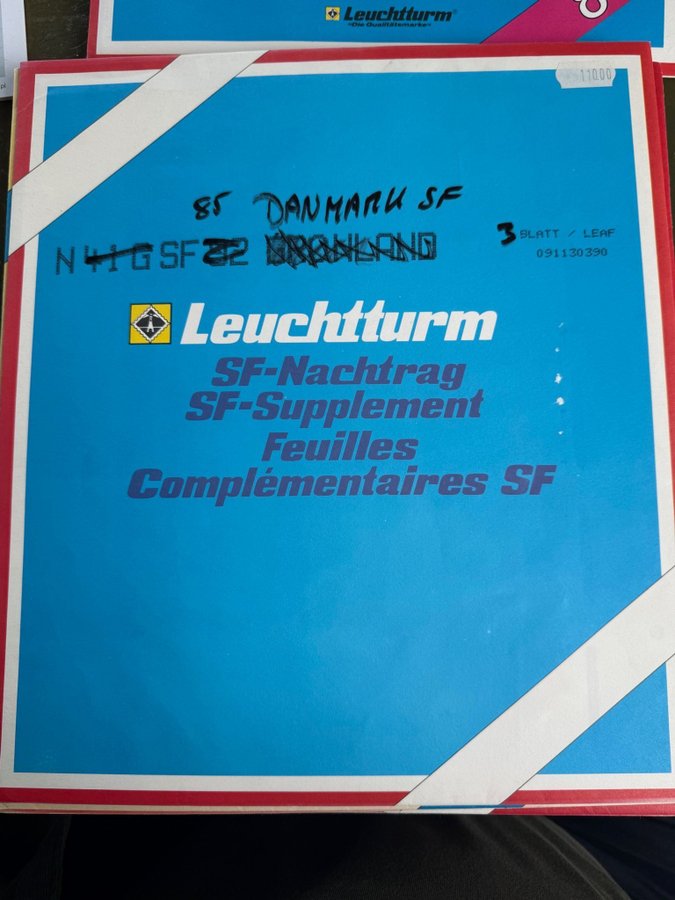 Leuchtturm®
»Die Qualitätsmarke«
110.00
85 DANMARK SF
N 41 G SF 82 GRØNLAND
3 BLATT / LEAF
091130390
Leuchtturm
SF-Nachtrag
SF-Supplement
Feuilles
Complémentaires SF